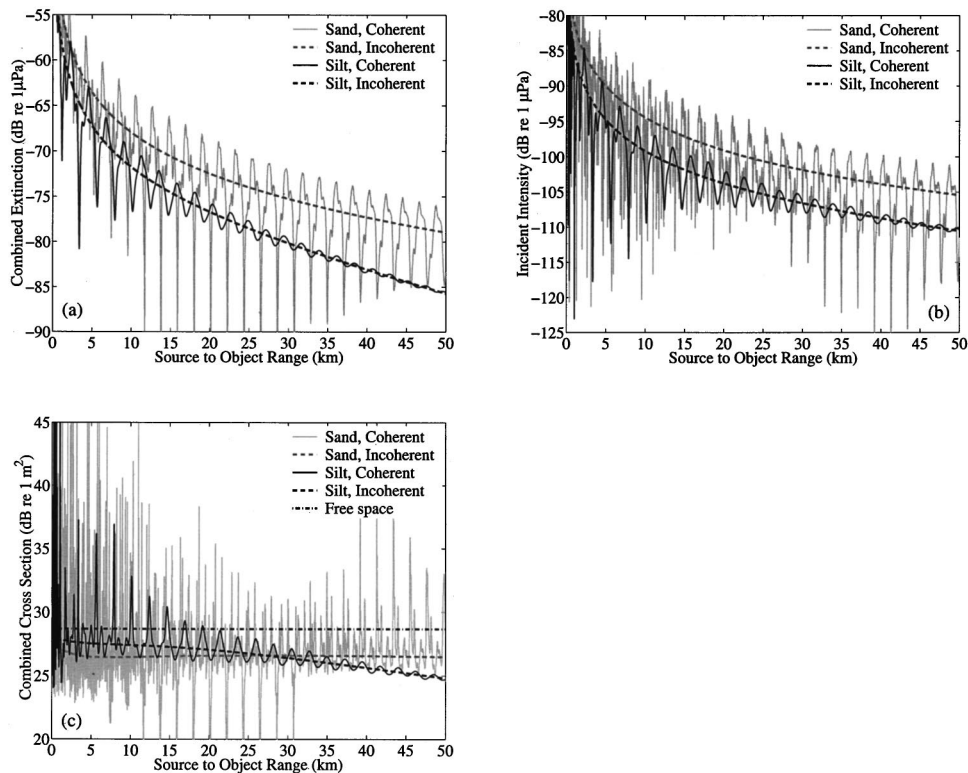 −55
−60
−65
−70
−75
−80
−85
−90
Combined Extinction (dB re 1μPa)
Sand, Coherent
Sand, Incoherent
Silt, Coherent
Silt, Incoherent
(a)
0 5 10 15 20 25 30 35 40 45 50
Source to Object Range (km)
−80
−85
−90
−95
−100
−105
−110
−115
−120
−125
Incident Intensity (dB re 1 μPa)
Sand, Coherent
Sand, Incoherent
Silt, Coherent
Silt, Incoherent
(b)
0 5 10 15 20 25 30 35 40 45 50
Source to Object Range (km)
45
40
35
30
25
20
Combined Cross Section (dB re 1 m²)
Sand, Coherent
Sand, Incoherent
Silt, Coherent
Silt, Incoherent
Free space
(c)
0 5 10 15 20 25 30 35 40 45 50
Source to Object Range (km)